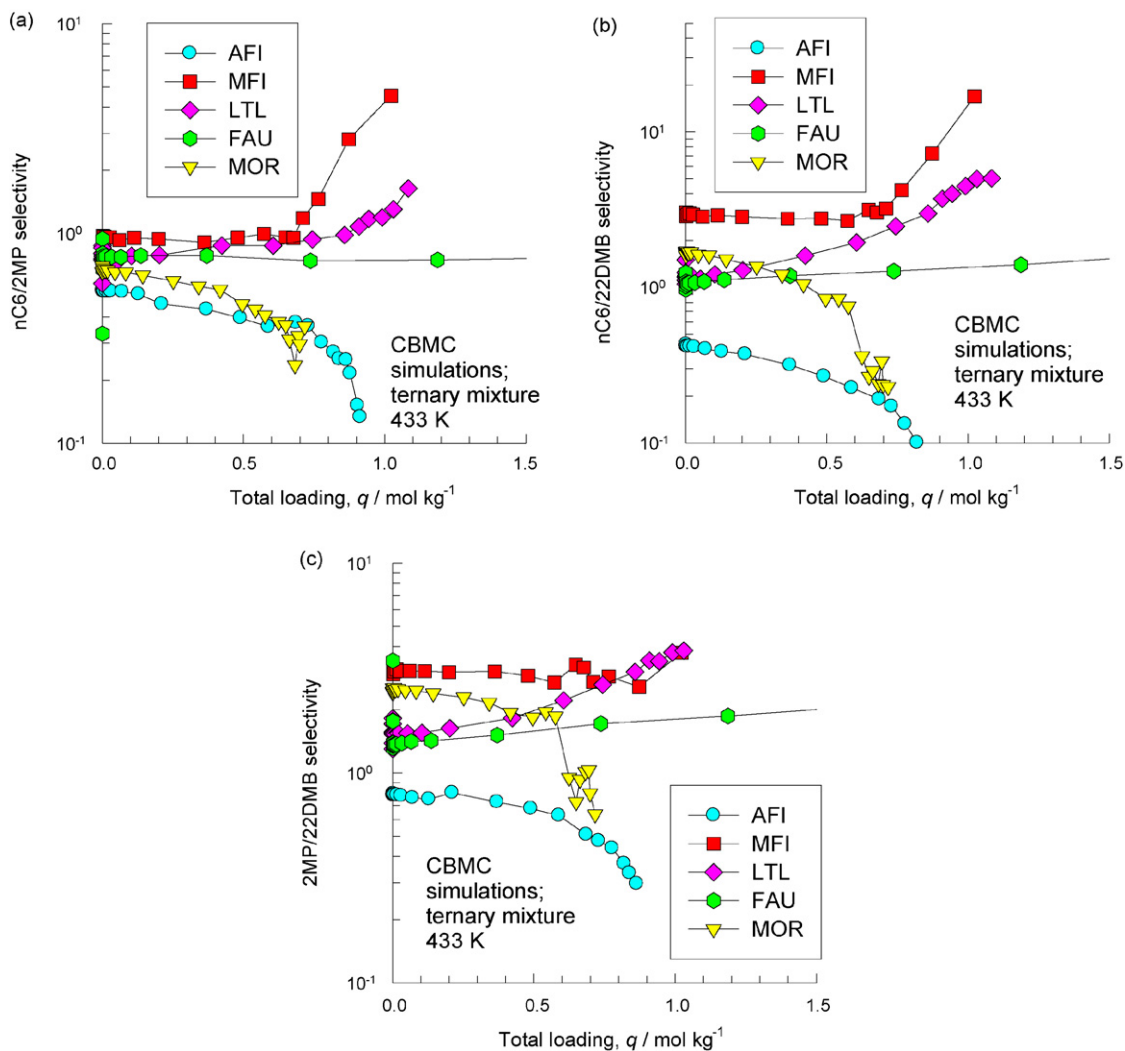 (a)
10¹
10⁰
10⁻¹
nC6/2MP selectivity
AFI
MFI
LTL
FAU
MOR
CBMC
simulations;
ternary mixture
433 K
0.0
0.5
1.0
1.5
Total loading, q / mol kg⁻¹
(b)
10¹
10⁰
10⁻¹
nC6/22DMB selectivity
AFI
MFI
LTL
FAU
MOR
CBMC
simulations;
ternary mixture
433 K
0.0
0.5
1.0
1.5
Total loading, q / mol kg⁻¹
(c)
10¹
10⁰
10⁻¹
2MP/22DMB selectivity
CBMC
simulations;
ternary mixture
433 K
AFI
MFI
LTL
FAU
MOR
0.0
0.5
1.0
1.5
Total loading, q / mol kg⁻¹